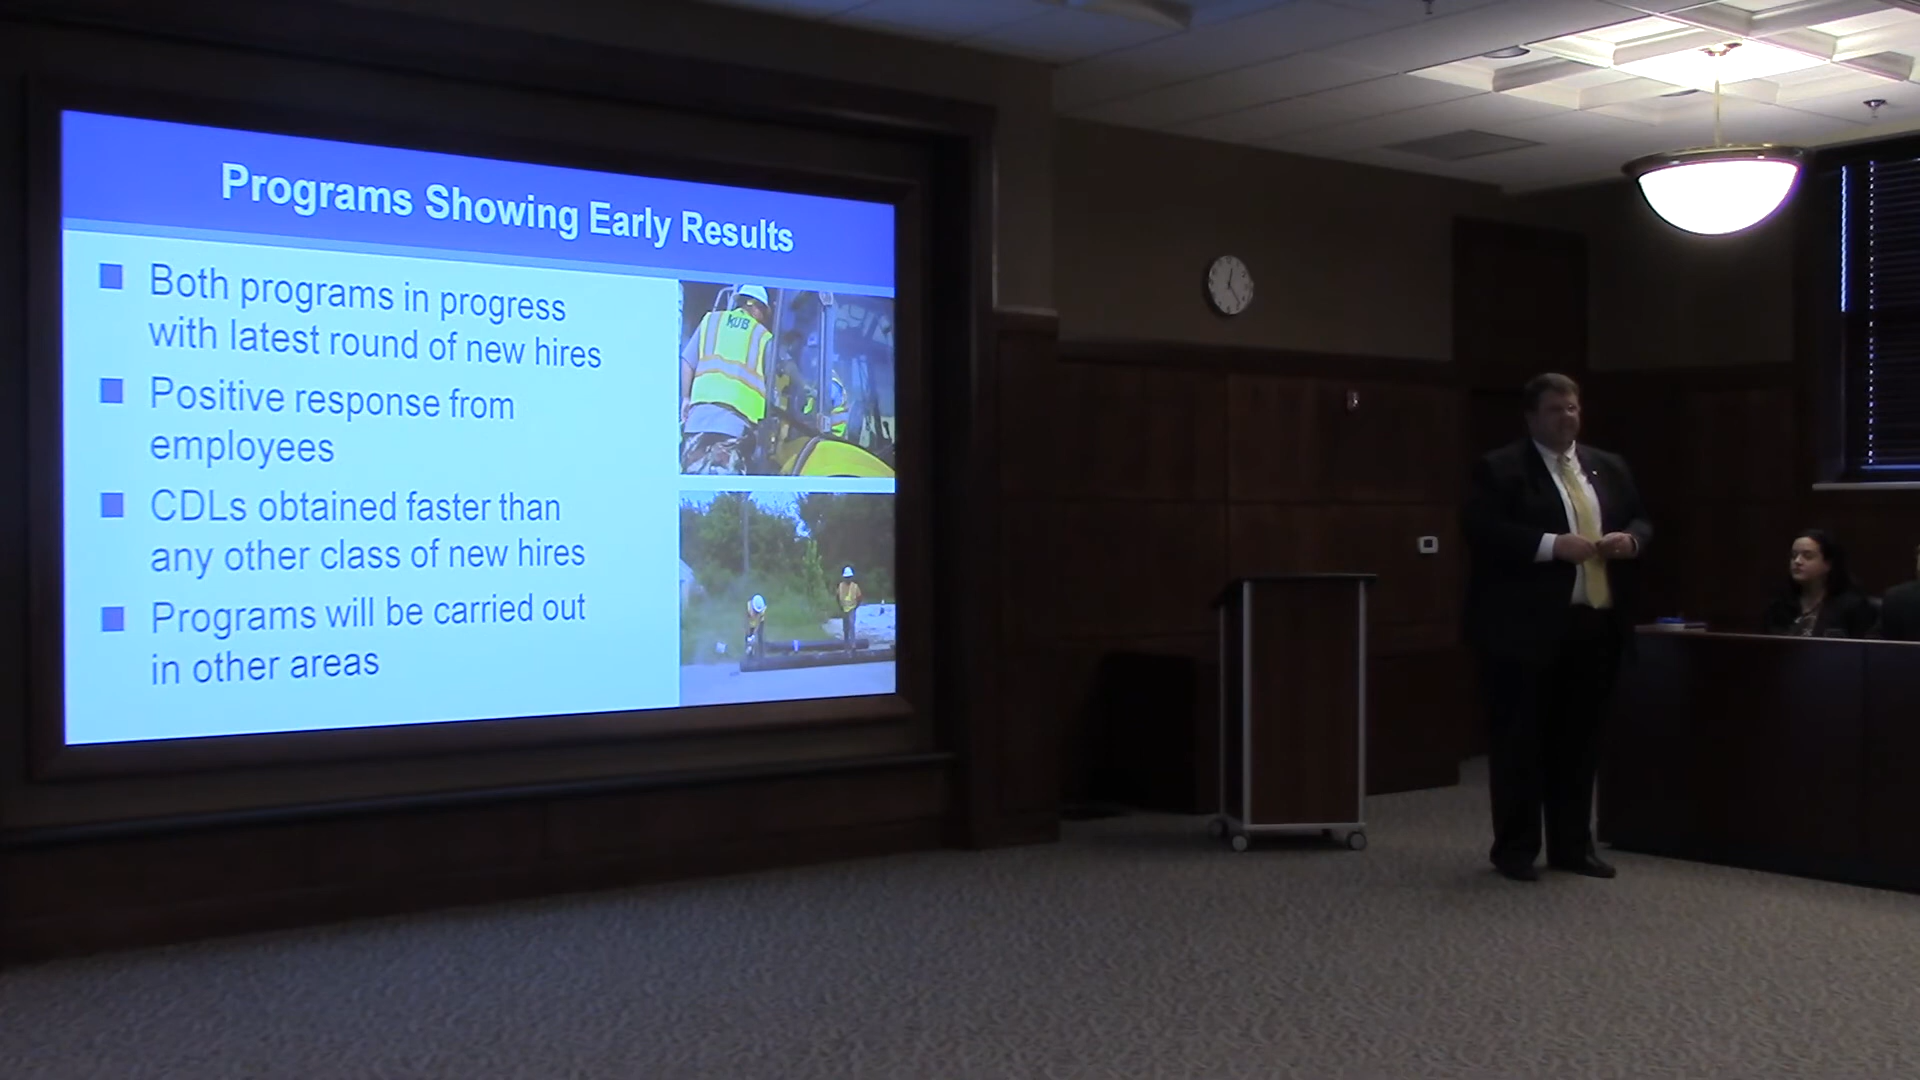 Programs Showing Early Results
Both programs in progress
with latest round of new hires
Positive response from
employees
CDLs obtained faster than
any other class of new hires
Programs will be carried out
in other areas
KUB